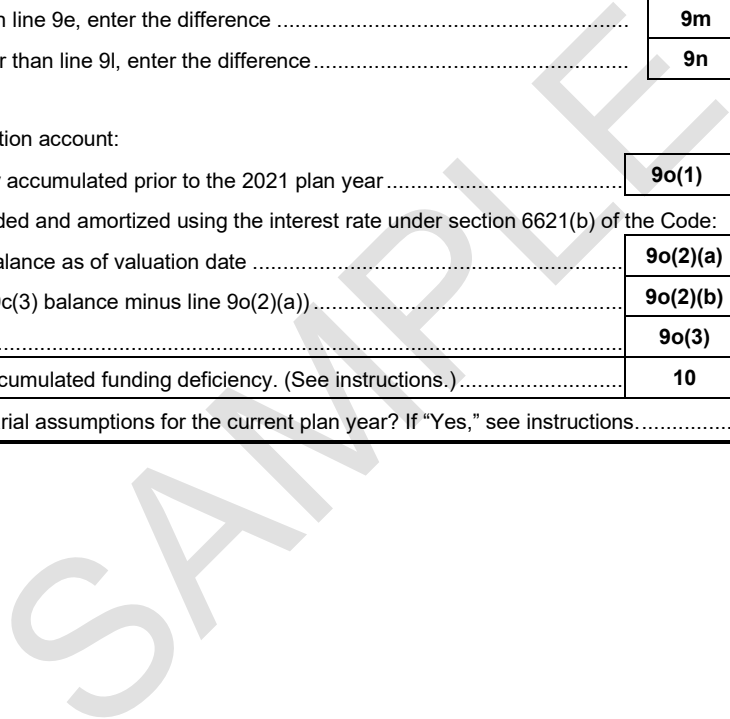 n line 9e, enter the difference ........................................................... 9m
r than line 9l, enter the difference..................................................... 9n
tion account:
r accumulated prior to the 2021 plan year........................................ 9o(1)
ded and amortized using the interest rate under section 6621(b) of the Code:
alance as of valuation date ............................................................... 9o(2)(a)
c(3) balance minus line 9o(2)(a))..................................................... 9o(2)(b)
......................................................................................................... 9o(3)
cumulated funding deficiency. (See instructions.)........................... 10
rial assumptions for the current plan year? If “Yes,” see instructions................
SAMPLE